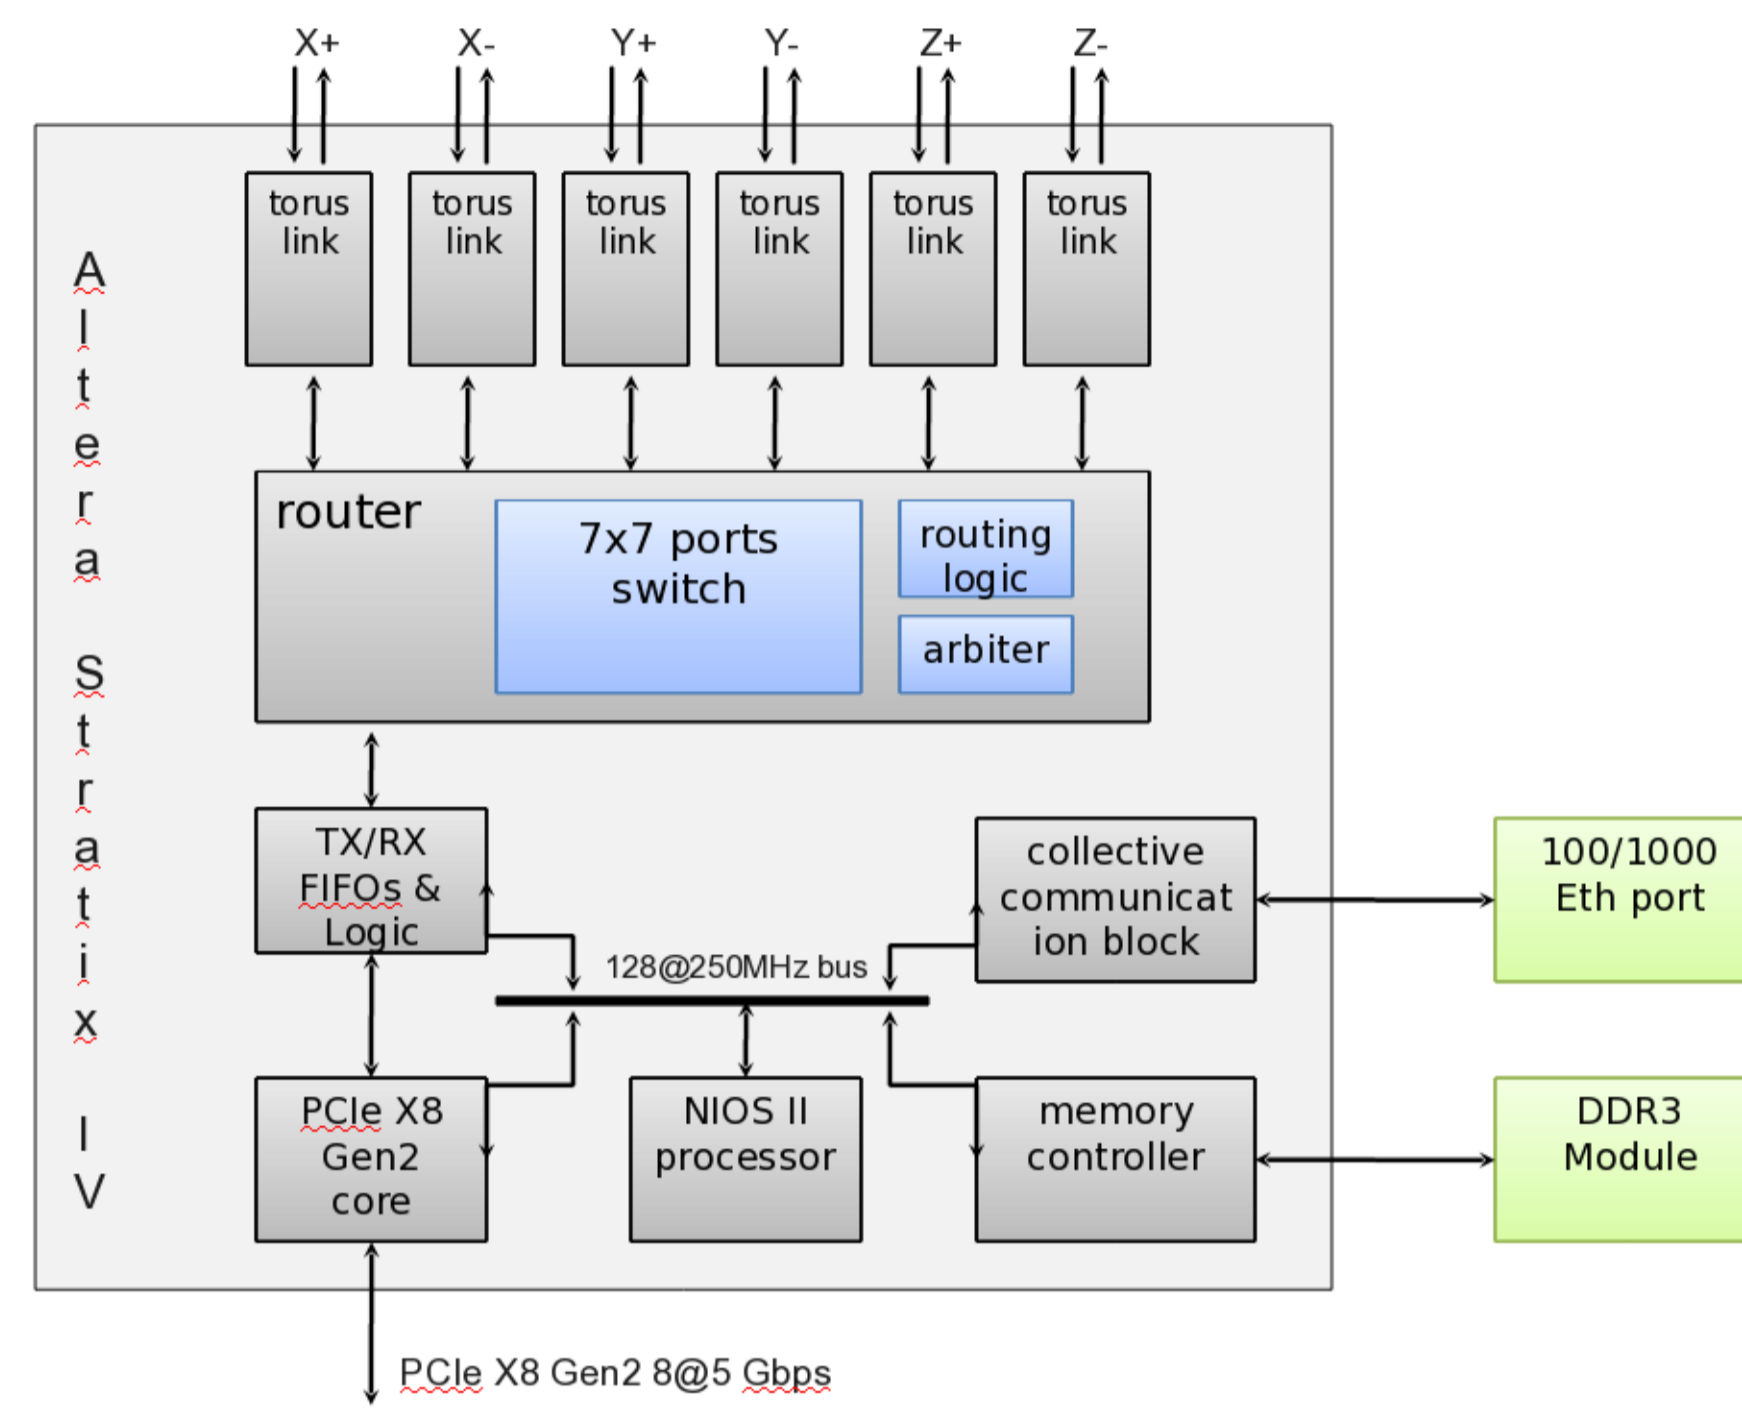 X+ X- Y+ Y- Z+ Z-
torus
link
torus
link
torus
link
torus
link
torus
link
torus
link
A
l
t
e
r
a
S
t
r
a
t
i
x
I
V
router
7x7 ports
switch
routing
logic
arbiter
TX/RX
FIFOs &
Logic
128@250MHz bus
collective
communicat
ion block
100/1000
Eth port
PCIe X8
Gen2
core
NIOS II
processor
memory
controller
DDR3
Module
PCIe X8 Gen2 8@5 Gbps